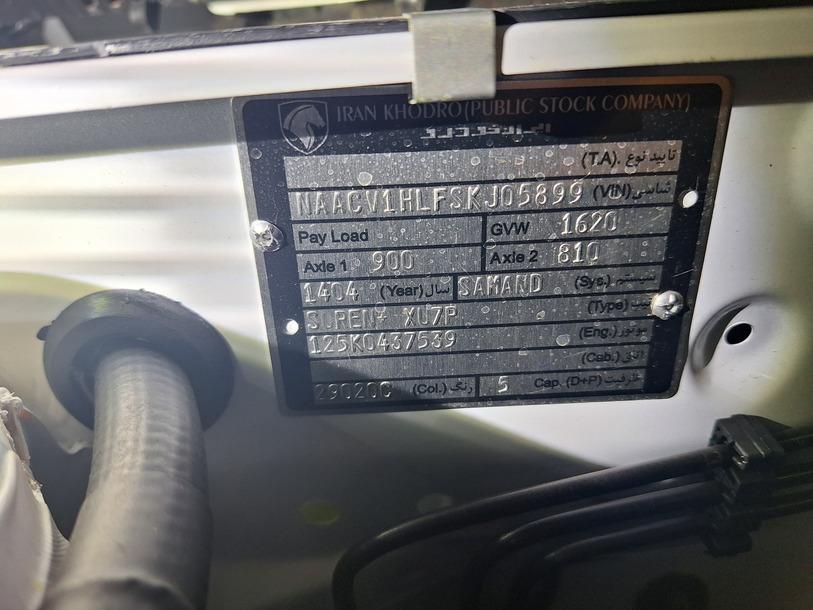 IRAN KHODRO(PUBLIC STOCK COMPANY)
ایران خودرو
تایید نوع .(T.A)
NAACV1HLFSKJ05899 (VIN) شاسی
Pay Load GVW 1620
Axle 1 900 Axle 2 810
1404 (Year) سال SAMAND (Sys.) سیستم
SUREN+ XU7P (Type) تیپ
125K0437539 (Eng.) موتور
(Cab.) اتاق
29020C (Col.) رنگ 5 Cap. (D+P) ظرفیت